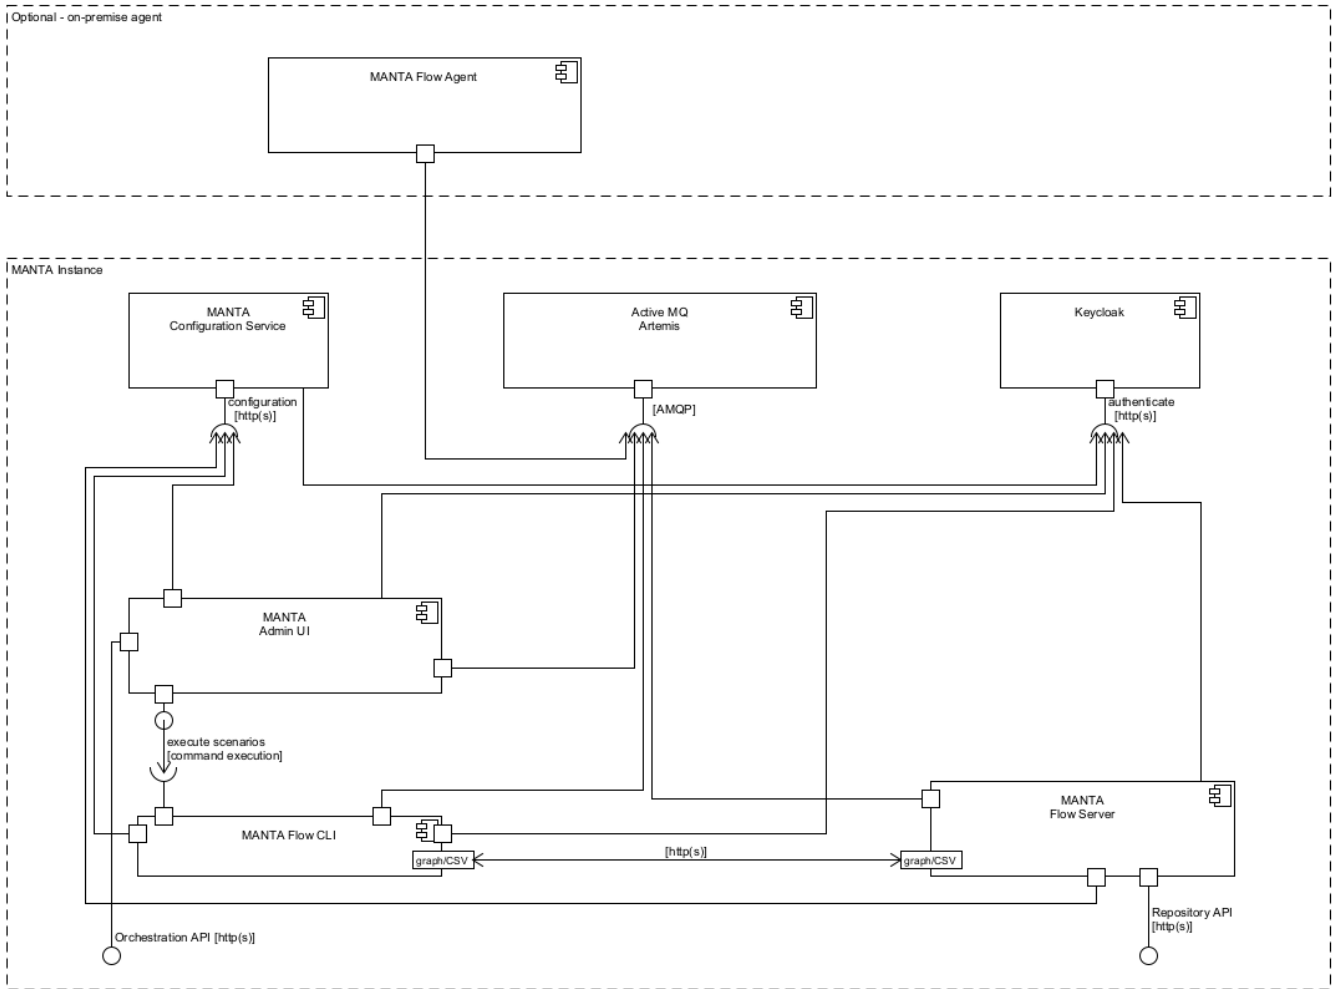 Optional - on-premise agent
MANTA Flow Agent
MANTA Instance
MANTA
Configuration Service
Active MQ
Artemis
Keycloak
configuration
[http(s)]
[AMQP]
authenticate
[http(s)]
MANTA
Admin UI
execute scenarios
[command execution]
MANTA Flow CLI
graph/CSV
[http(s)]
graph/CSV
MANTA
Flow Server
Orchestration API [http(s)]
Repository API
[http(s)]